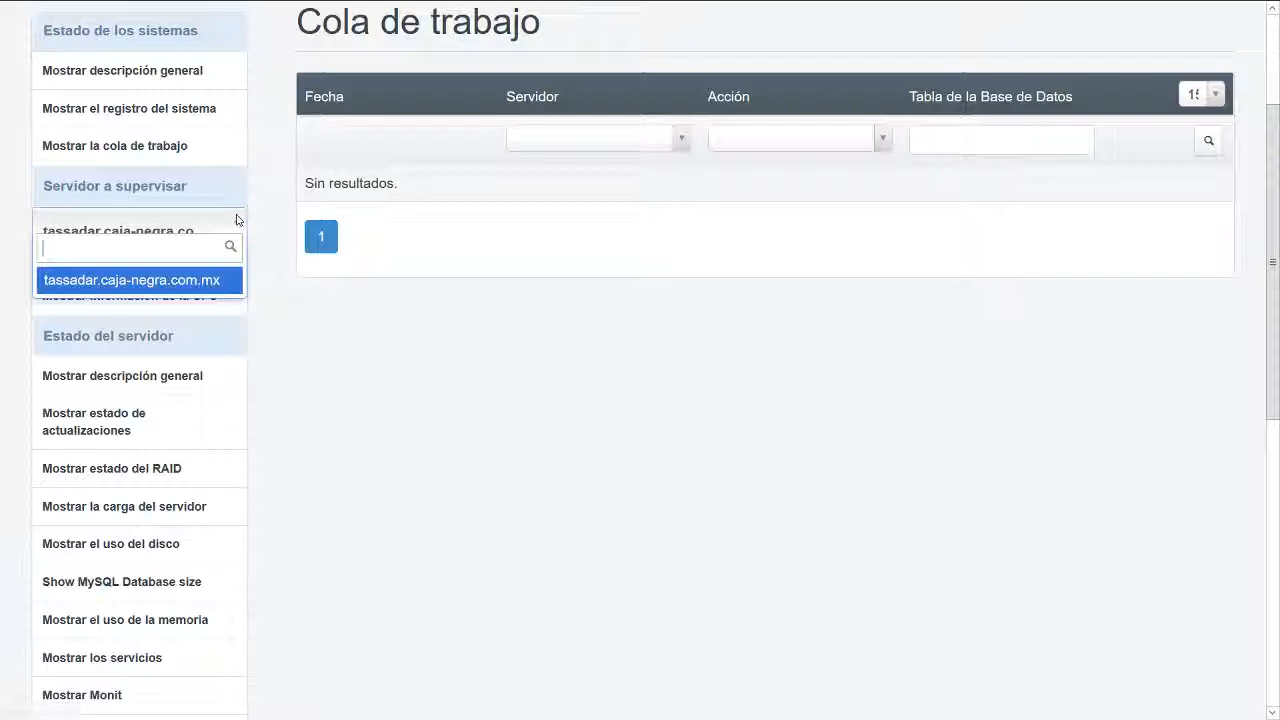 Estado de los sistemas
Mostrar descripción general
Mostrar el registro del sistema
Mostrar la cola de trabajo
Servidor a supervisar
tassadar.caja-negra.co
tassadar.caja-negra.com.mx
Estado del servidor
Mostrar descripción general
Mostrar estado de
actualizaciones
Mostrar estado del RAID
Mostrar la carga del servidor
Mostrar el uso del disco
Show MySQL Database size
Mostrar el uso de la memoria
Mostrar los servicios
Mostrar Monit
Cola de trabajo
Fecha Servidor Acción Tabla de la Base de Datos
Sin resultados.
1